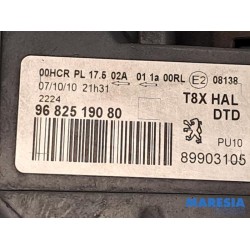 00HCR PL 17.5 02A 01 1a 00RL E2 08138
07/10/10 21h31
2224
T8X HAL
DTD
96 825 190 80
PU10
89903105
MARESIA